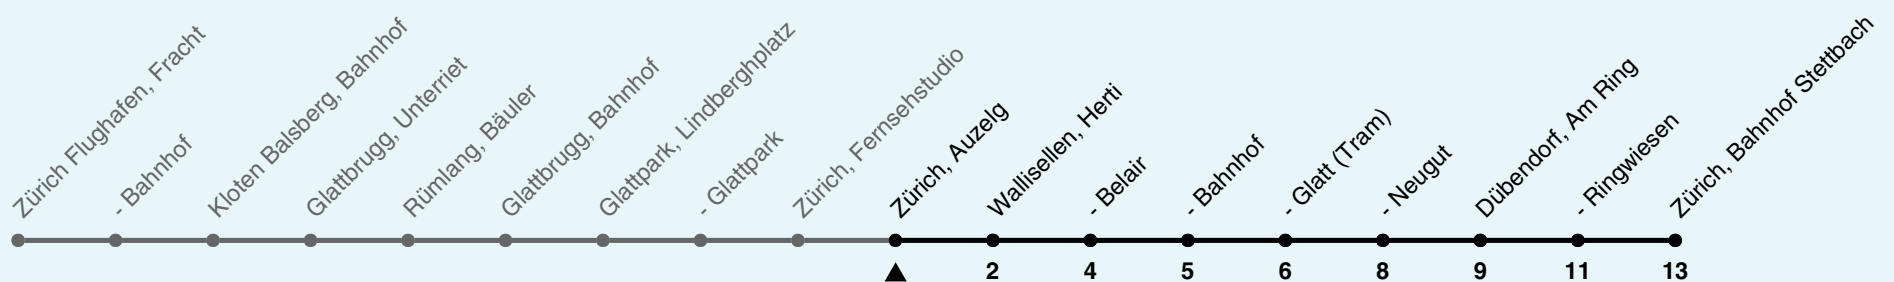 Zürich Flughafen, Fracht
- Bahnhof
Kloten Balsberg, Bahnhof
Glattbrugg, Unterriet
Rümlang, Bäuler
Glattbrugg, Bahnhof
Glattpark, Lindberghplatz
- Glattpark
Zürich, Fernsehstudio
Zürich, Auzelg
Wallisellen, Herti
- Belair
- Bahnhof
- Glatt (Tram)
- Neugut
Dübendorf, Am Ring
- Ringwiesen
Zürich, Bahnhof Stettbach
2 4 5 6 8 9 11 13